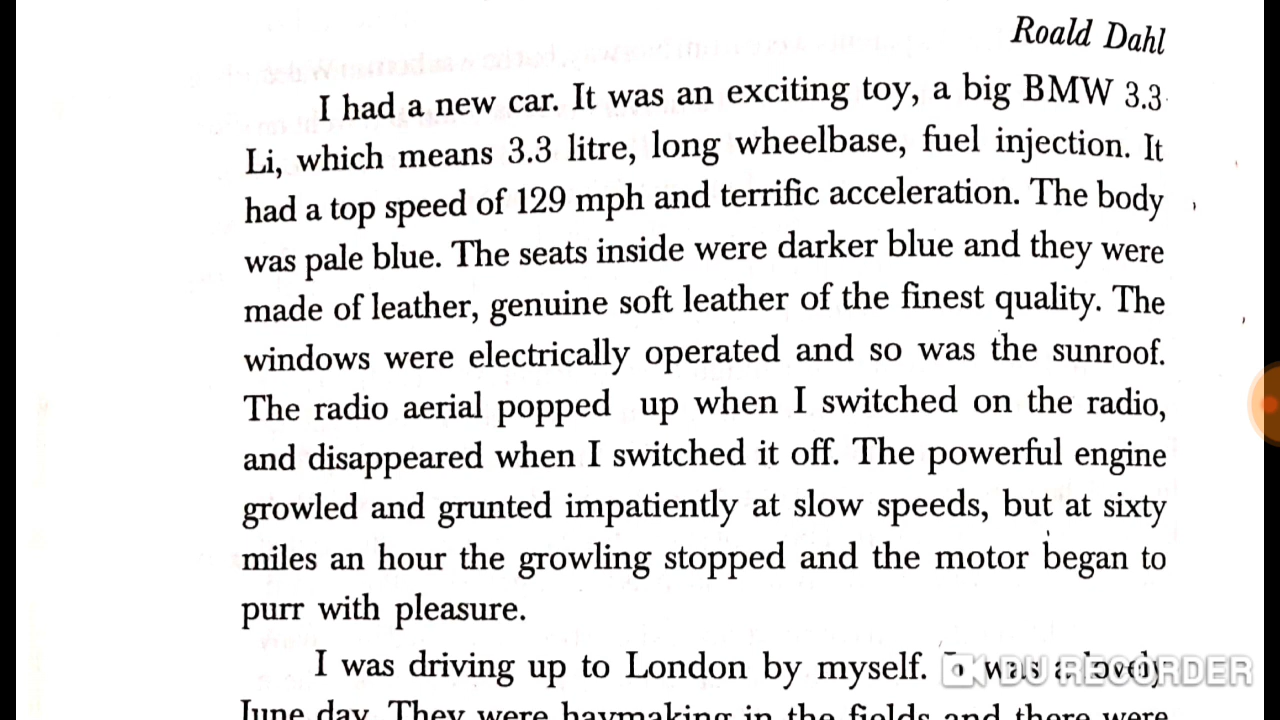 Roald Dahl
I had a new car. It was an exciting toy, a big BMW 3.3
Li, which means 3.3 litre, long wheelbase, fuel injection. It
had a top speed of 129 mph and terrific acceleration. The body
was pale blue. The seats inside were darker blue and they were
made of leather, genuine soft leather of the finest quality. The
windows were electrically operated and so was the sunroof.
The radio aerial popped up when I switched on the radio,
and disappeared when I switched it off. The powerful engine
growled and grunted impatiently at slow speeds, but at sixty
miles an hour the growling stopped and the motor began to
purr with pleasure.
I was driving up to London by myself. It was a lovely
DU RECORDER
June day. They were haymaking in the fields and there were